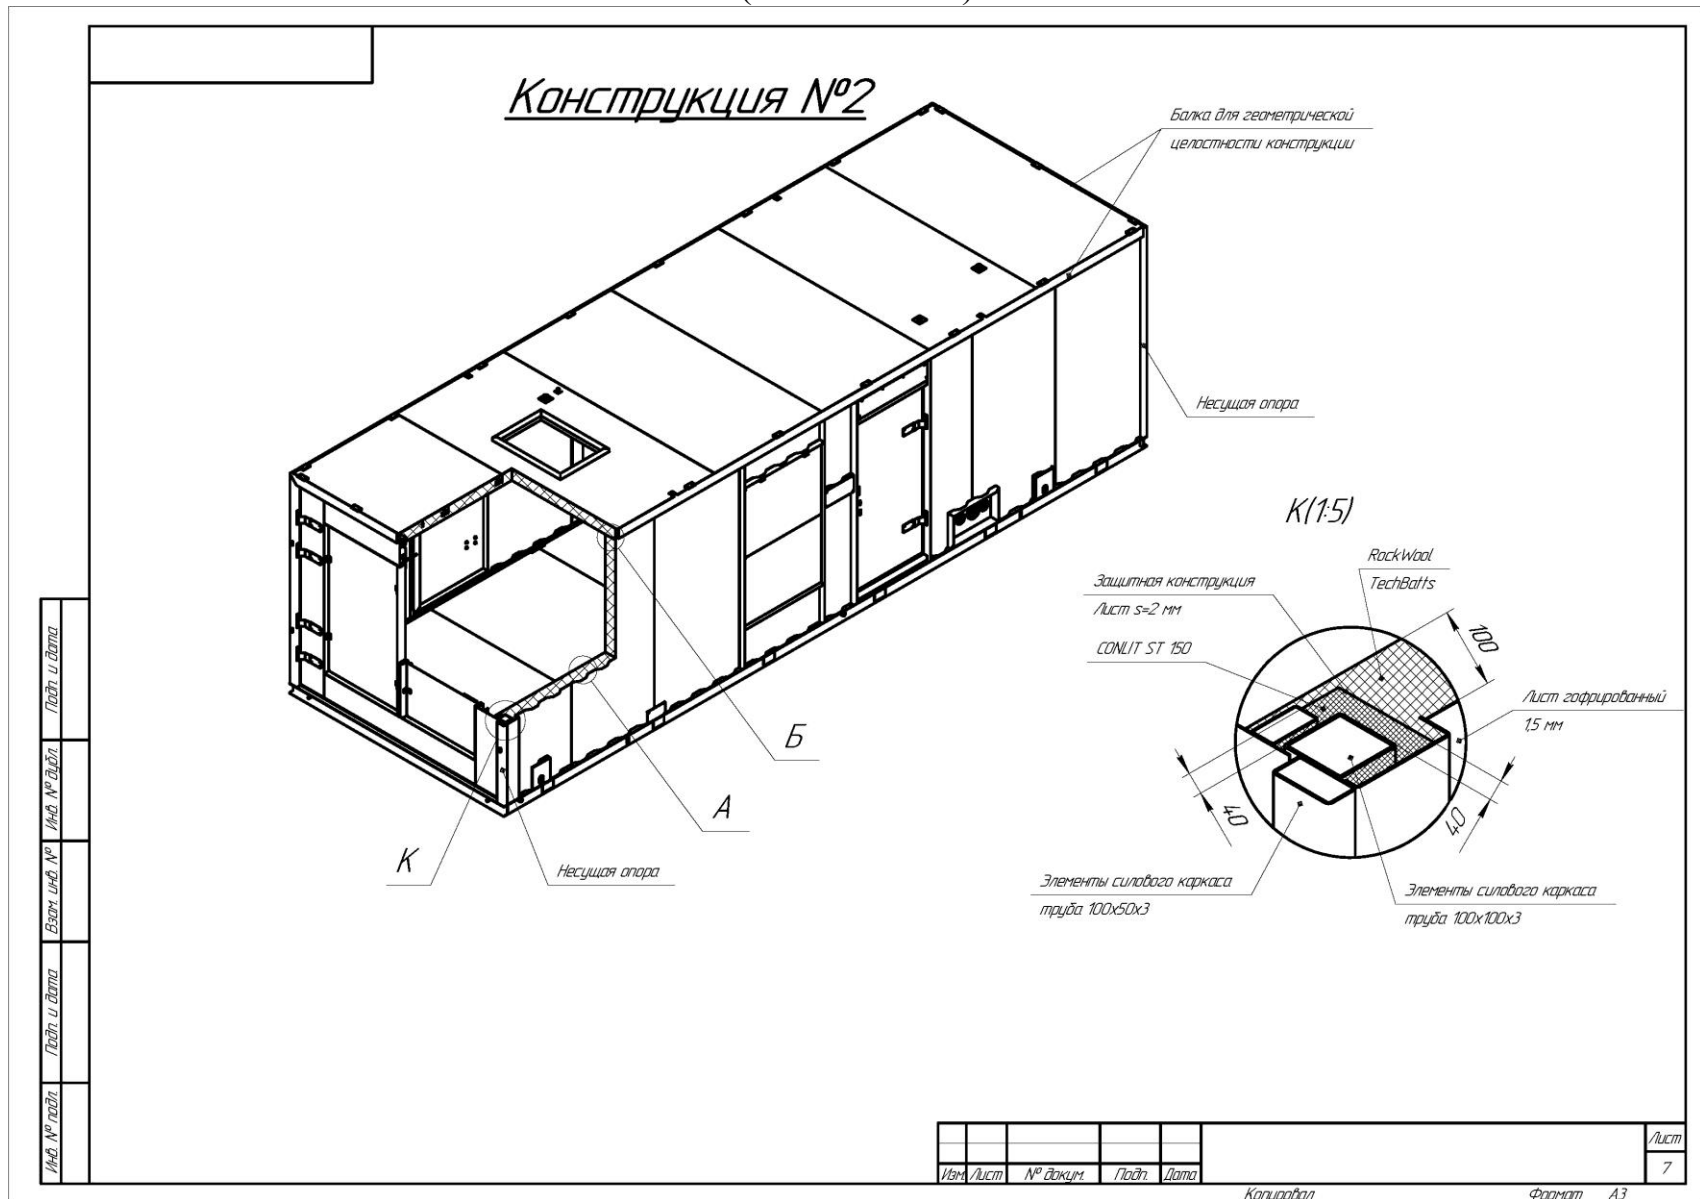 Конструкция №2
Балка для геометрической
целостности конструкции
Несущая опора
К(1:5)
RockWool
TechBatts
Защитная конструкция
Лист s=2 мм
CONLIT ST 150
100
Лист гофрированный
1,5 мм
40
40
Элементы силового каркаса
труба 100x50x3
Элементы силового каркаса
труба 100x100x3
Б
А
К
Несущая опора
Подп. и дата
Инв. № дубл.
Взам. инв. №
Подп. и дата
Инв. № подл.
Изм. Лист № докум. Подп. Дата
Лист
7
Копировал Формат А3